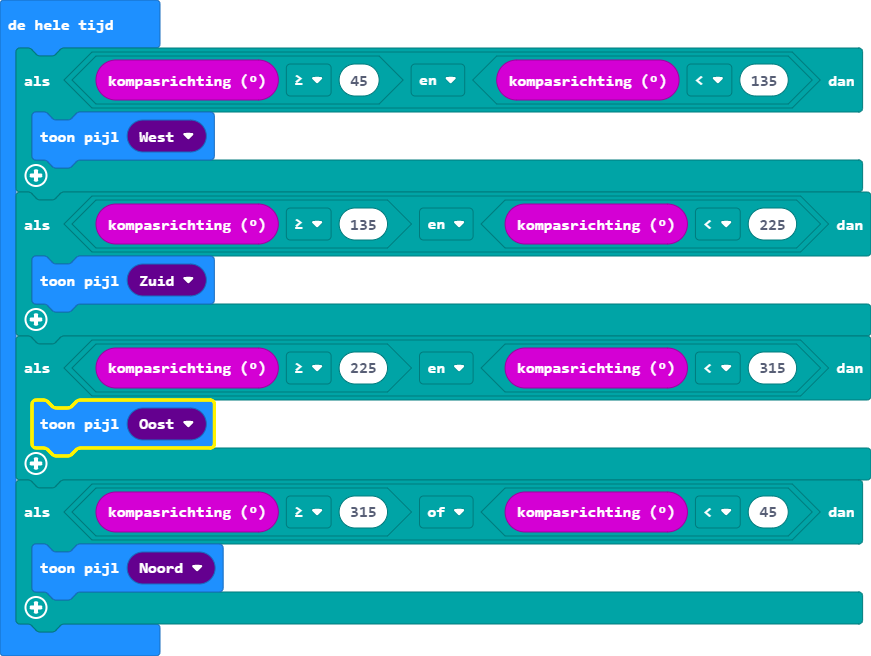 de hele tijd
als kompasrichting (º) ≥ 45 en kompasrichting (º) < 135 dan
toon pijl West
als kompasrichting (º) ≥ 135 en kompasrichting (º) < 225 dan
toon pijl Zuid
als kompasrichting (º) ≥ 225 en kompasrichting (º) < 315 dan
toon pijl Oost
als kompasrichting (º) ≥ 315 of kompasrichting (º) < 45 dan
toon pijl Noord